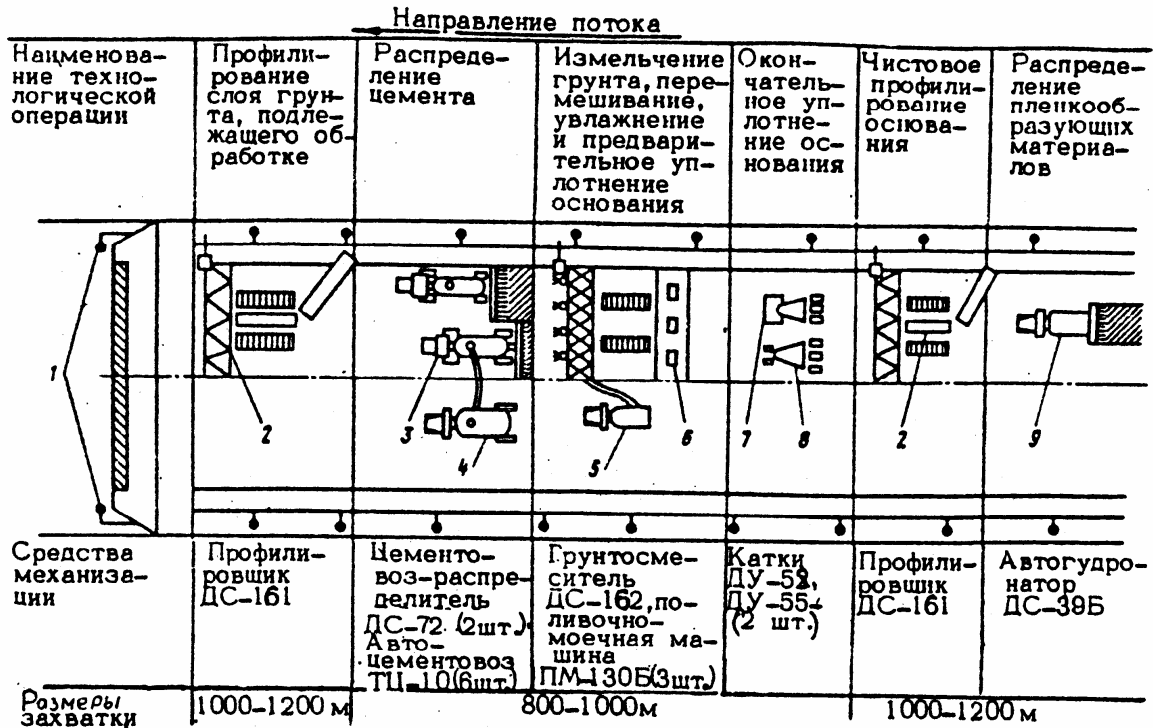 Направление потока
Наименова-
ние техно-
логической
операции
Профили-
рование
слоя грун-
та, подле-
жащего об-
работке
Распреде-
ление
цемента
Измельчение
грунта, пере-
мешивание,
увлажнение
и предвари-
тельное уп-
лотнение
основания
Окон-
чатель-
ное уп-
лотне-
ние ос-
нования
Чистовое
профили-
рование
основа-
ния
Распреде-
ление
пленкооб-
разующих
материа-
лов
1
2
3
4
5
6
7
8
2
9
Средства
механиза-
ции
Профили-
ровщик
ДС-161
Цементо-
воз-распре-
делитель
ДС-72 (2шт.)
Авто-
цементовоз
ТЦ-10(6шт.)
Грунтосме-
ситель
ДС-162, по-
ливочно-
моечная ма-
шина
ПМ-130Б(3шт.)
Катки
ДУ-52,
ДУ-55-
(2 шт.)
Профили-
ровщик
ДС-161
Автогудро-
натор
ДС-39Б
Размеры
захватки
1000-1200 м
800-1000м
1000-1200 м